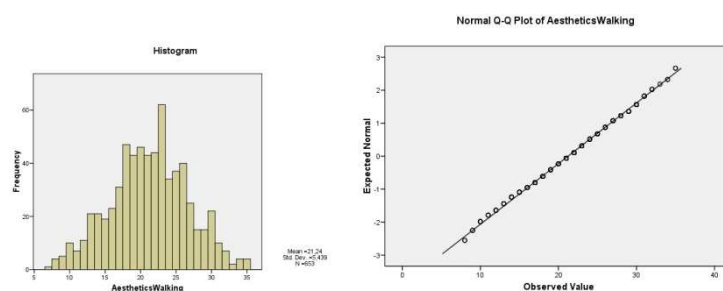 Histogram
Frequency
60
40
20
0
5
10
15
20
25
30
35
AestheticsWalking
Mean =21,24
Std. Dev. =5,439
N =653
Normal Q-Q Plot of AestheticsWalking
Expected Normal
3
2
1
0
-1
-2
-3
0
10
20
30
40
Observed Value